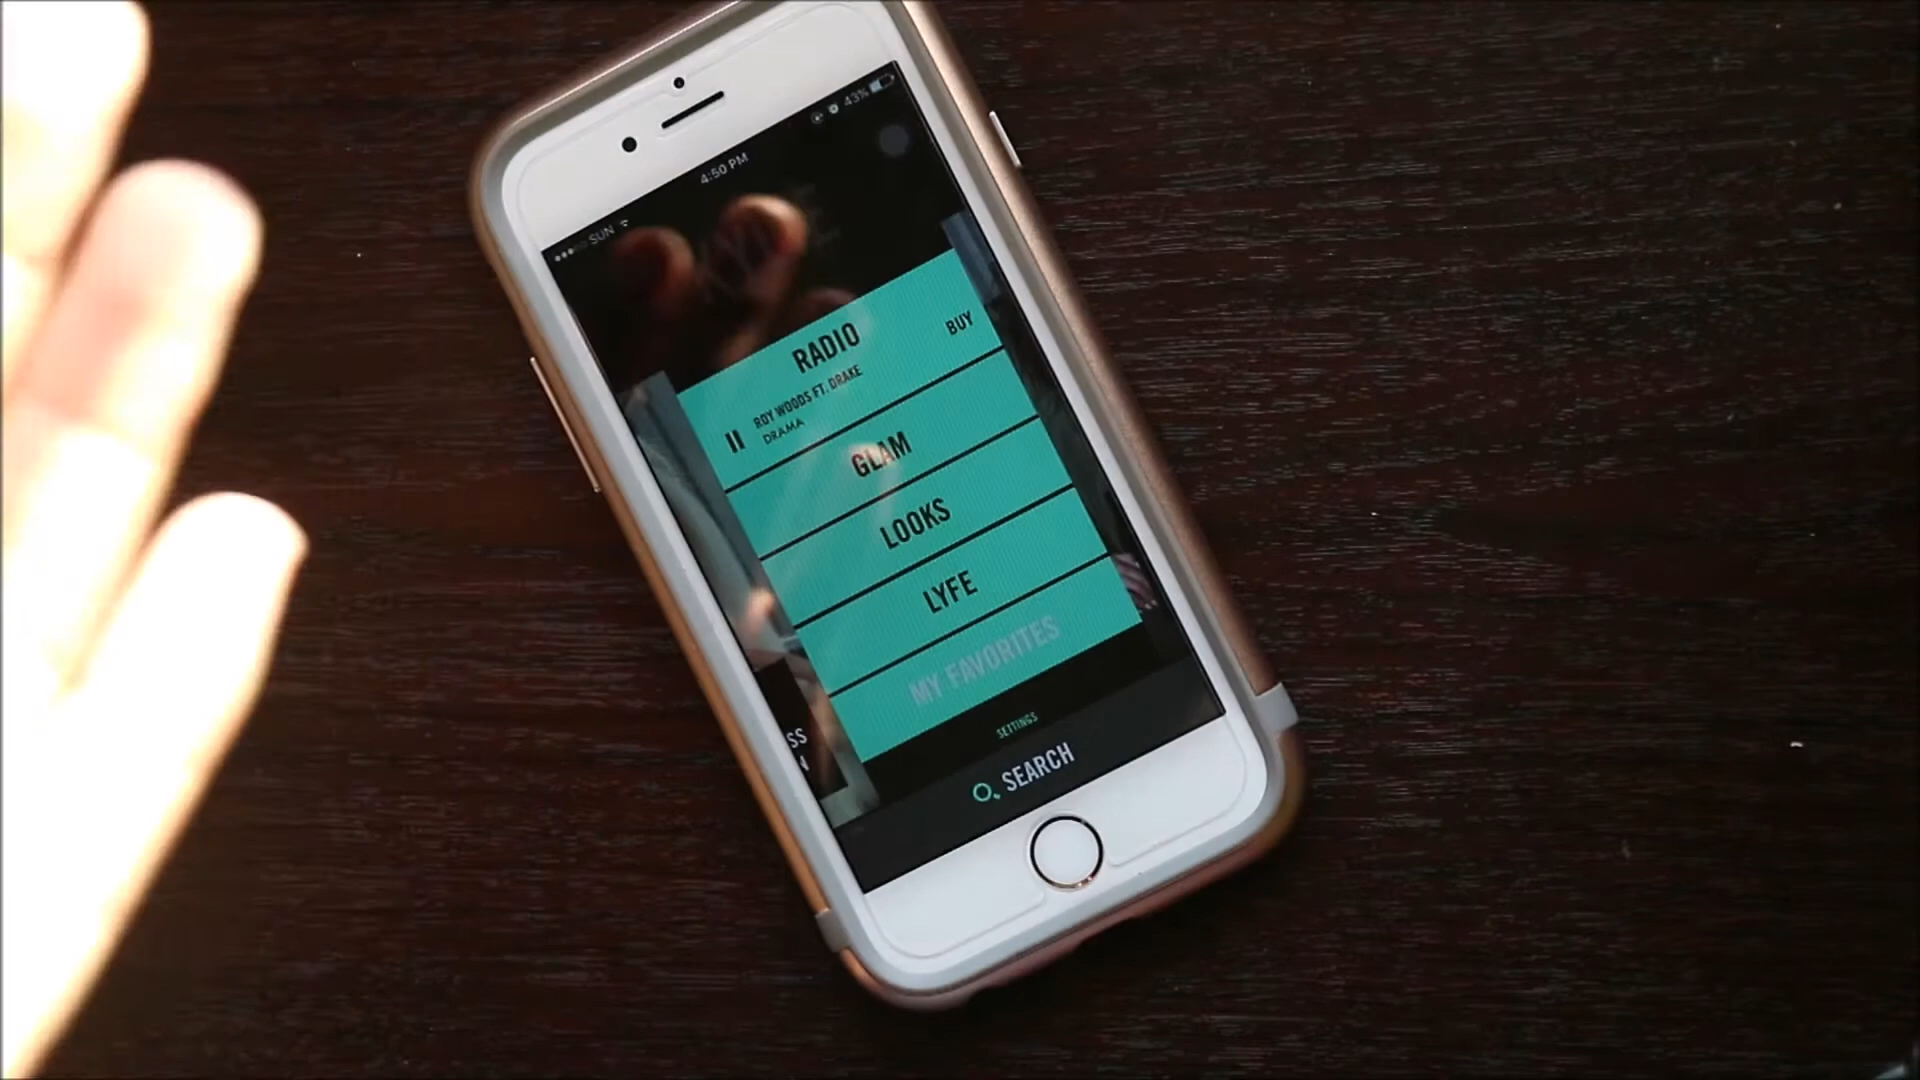 SUN
4:50 PM
43%
RADIO
BUY
ROY WOODS FT. DRAKE
DRAMA
GLAM
LOOKS
LYFE
MY FAVORITES
SETTINGS
SEARCH
SS
N